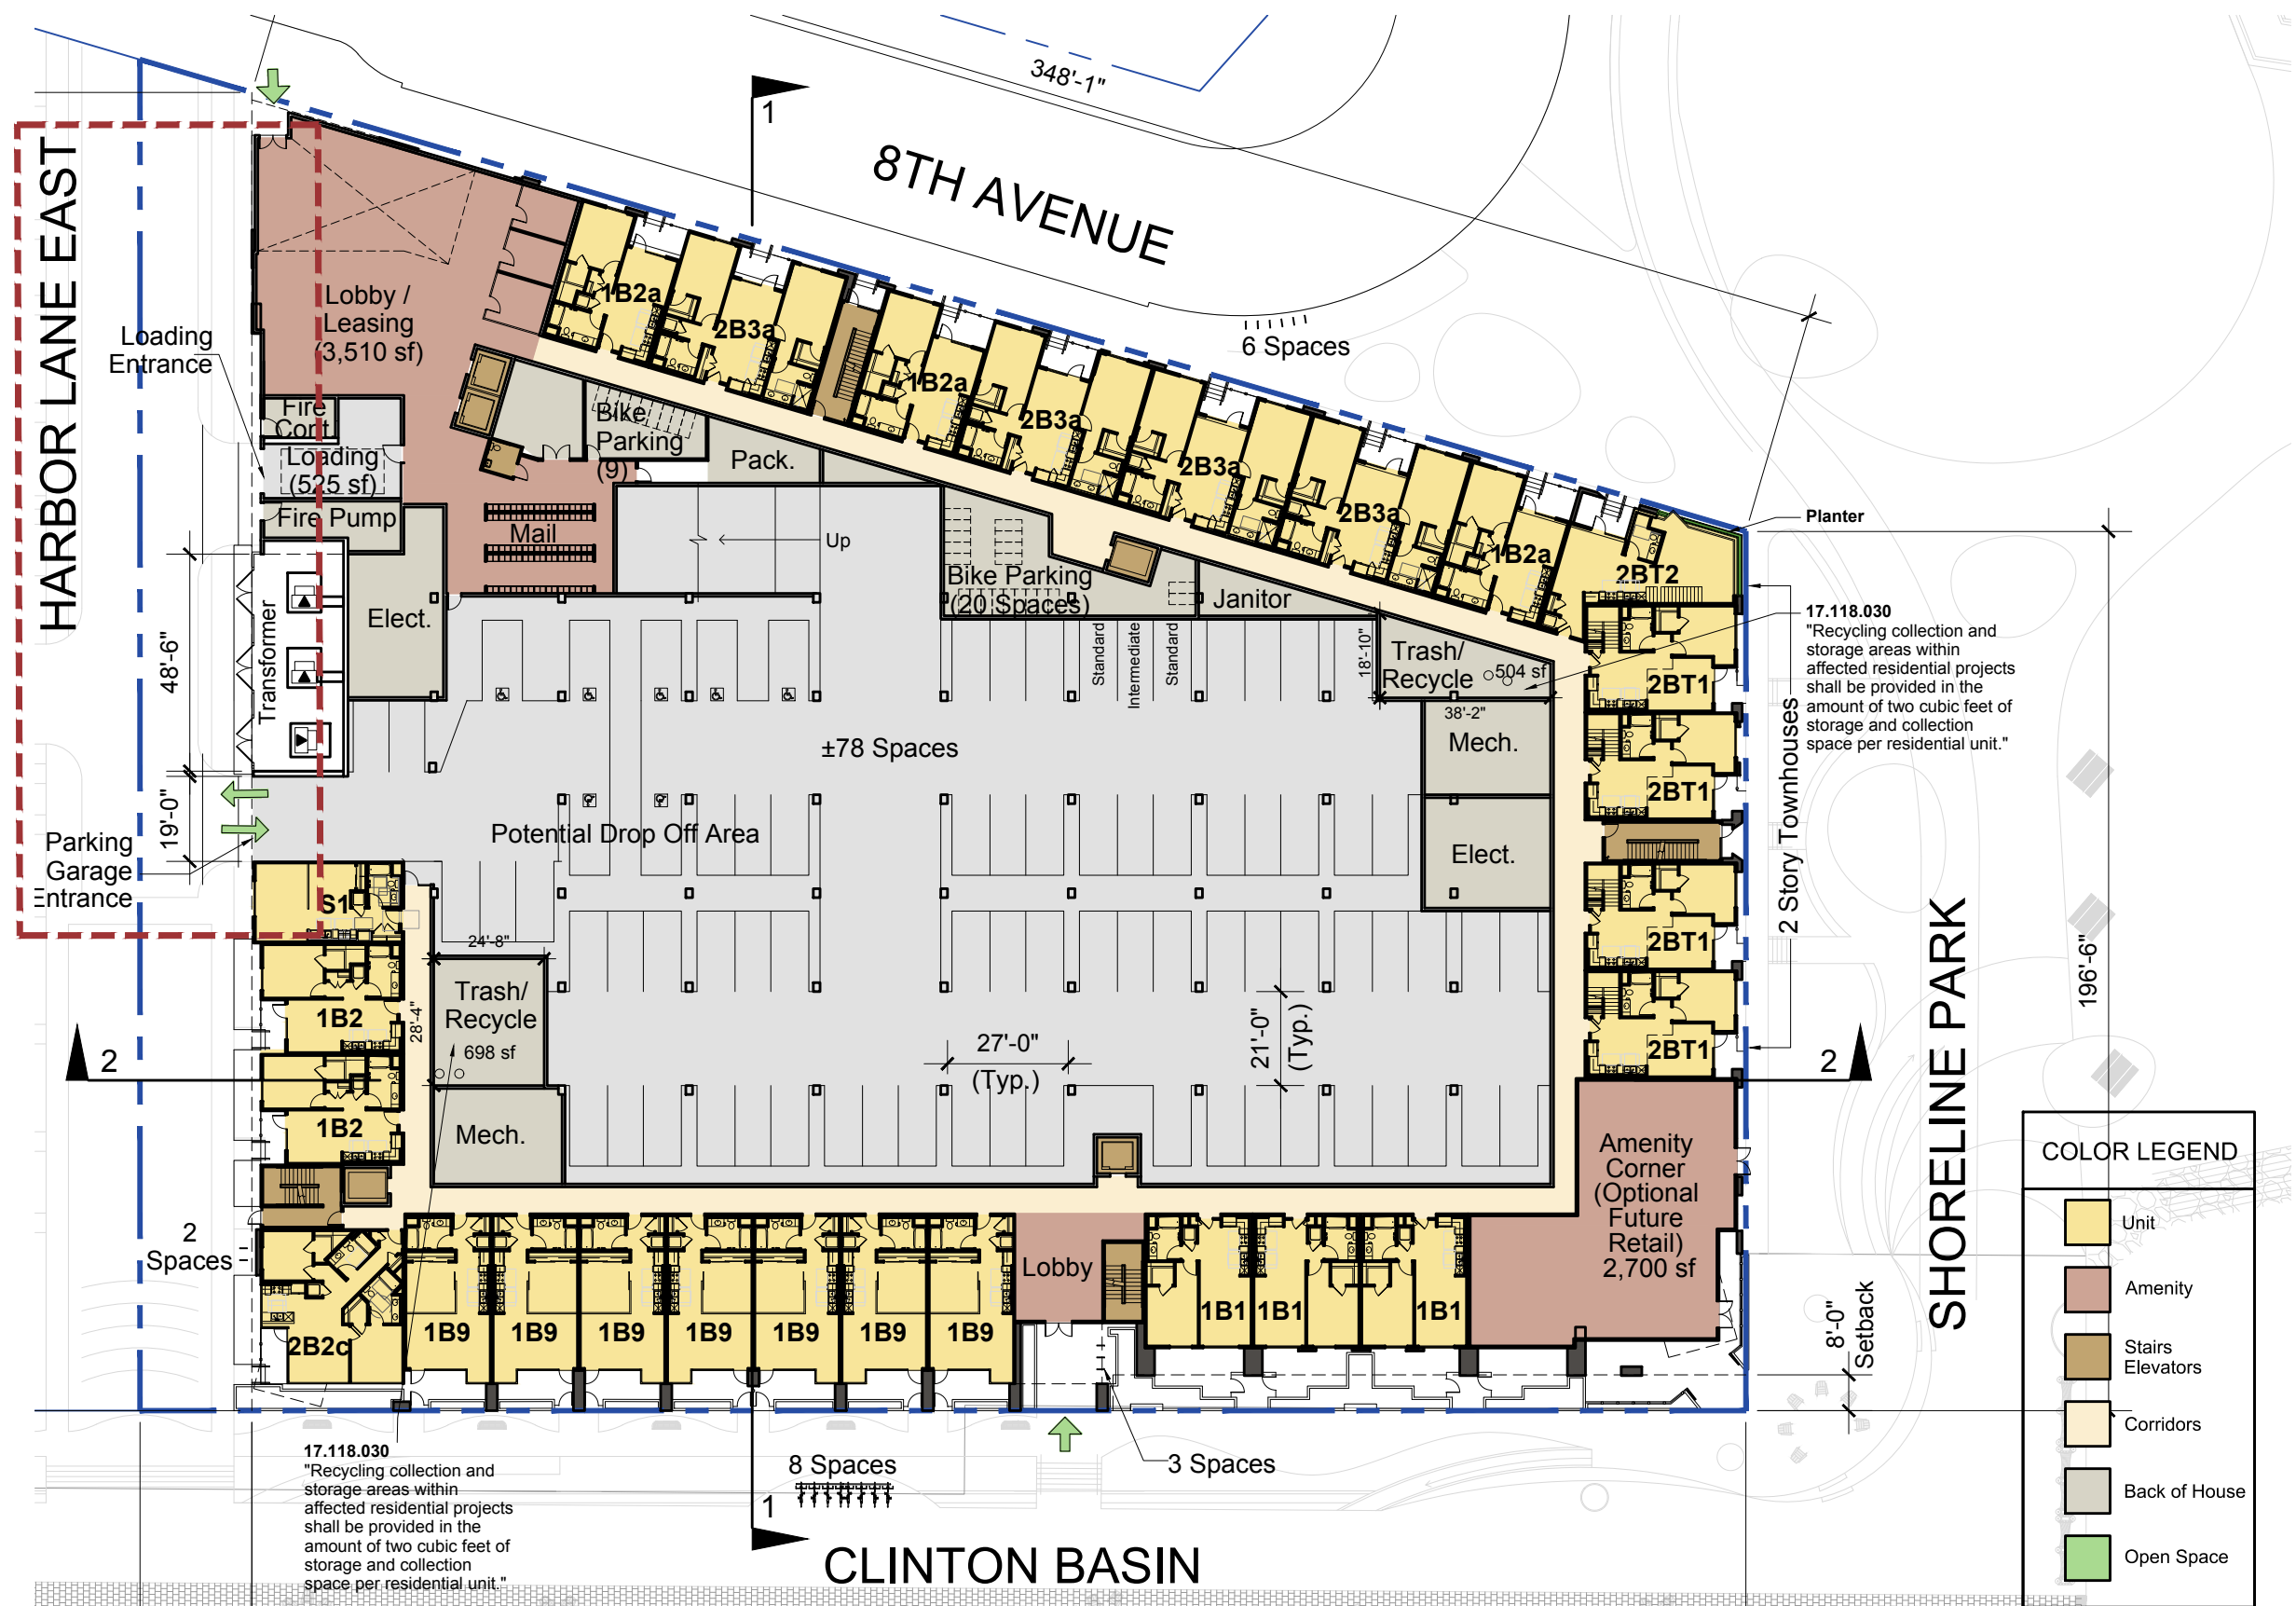 348'-1"
1
8TH AVENUE
HARBOR LANE EAST
Lobby /
Leasing
(3,510 sf)
Loading
Entrance
1B2a
2B3a
1B2a
2B3a
2B3a
2B3a
1B2a
2BT2
6 Spaces
Fire
Cont.
Loading
(525 sf)
Fire Pump
Bike
Parking
(9)
Pack.
Mail
Up
Elect.
Transformer
48'-6"
19'-0"
Bike Parking
(20 Spaces)
Janitor
Standard
Intermediate
Standard
18'-10"
Trash/
Recycle
504 sf
38'-2"
Mech.
Elect.
Planter
17.118.030
"Recycling collection and
storage areas within
affected residential projects
shall be provided in the
amount of two cubic feet of
storage and collection
space per residential unit."
2BT1
2BT1
2BT1
2BT1
2 Story Townhouses
±78 Spaces
Potential Drop Off Area
Parking
Garage
Entrance
S1
1B2
1B2
24'-8"
28'-4"
Trash/
Recycle
698 sf
Mech.
27'-0"
(Typ.)
21'-0"
(Typ.)
2
2
SHORELINE PARK
196'-6"
2
Spaces
2B2c
1B9
1B9
1B9
1B9
1B9
1B9
1B9
Lobby
1B1
1B1
1B1
Amenity
Corner
(Optional
Future
Retail)
2,700 sf
8'-0"
Setback
COLOR LEGEND
Unit
Amenity
Stairs
Elevators
Corridors
Back of House
Open Space
17.118.030
"Recycling collection and
storage areas within
affected residential projects
shall be provided in the
amount of two cubic feet of
storage and collection
space per residential unit."
8 Spaces
3 Spaces
1
CLINTON BASIN